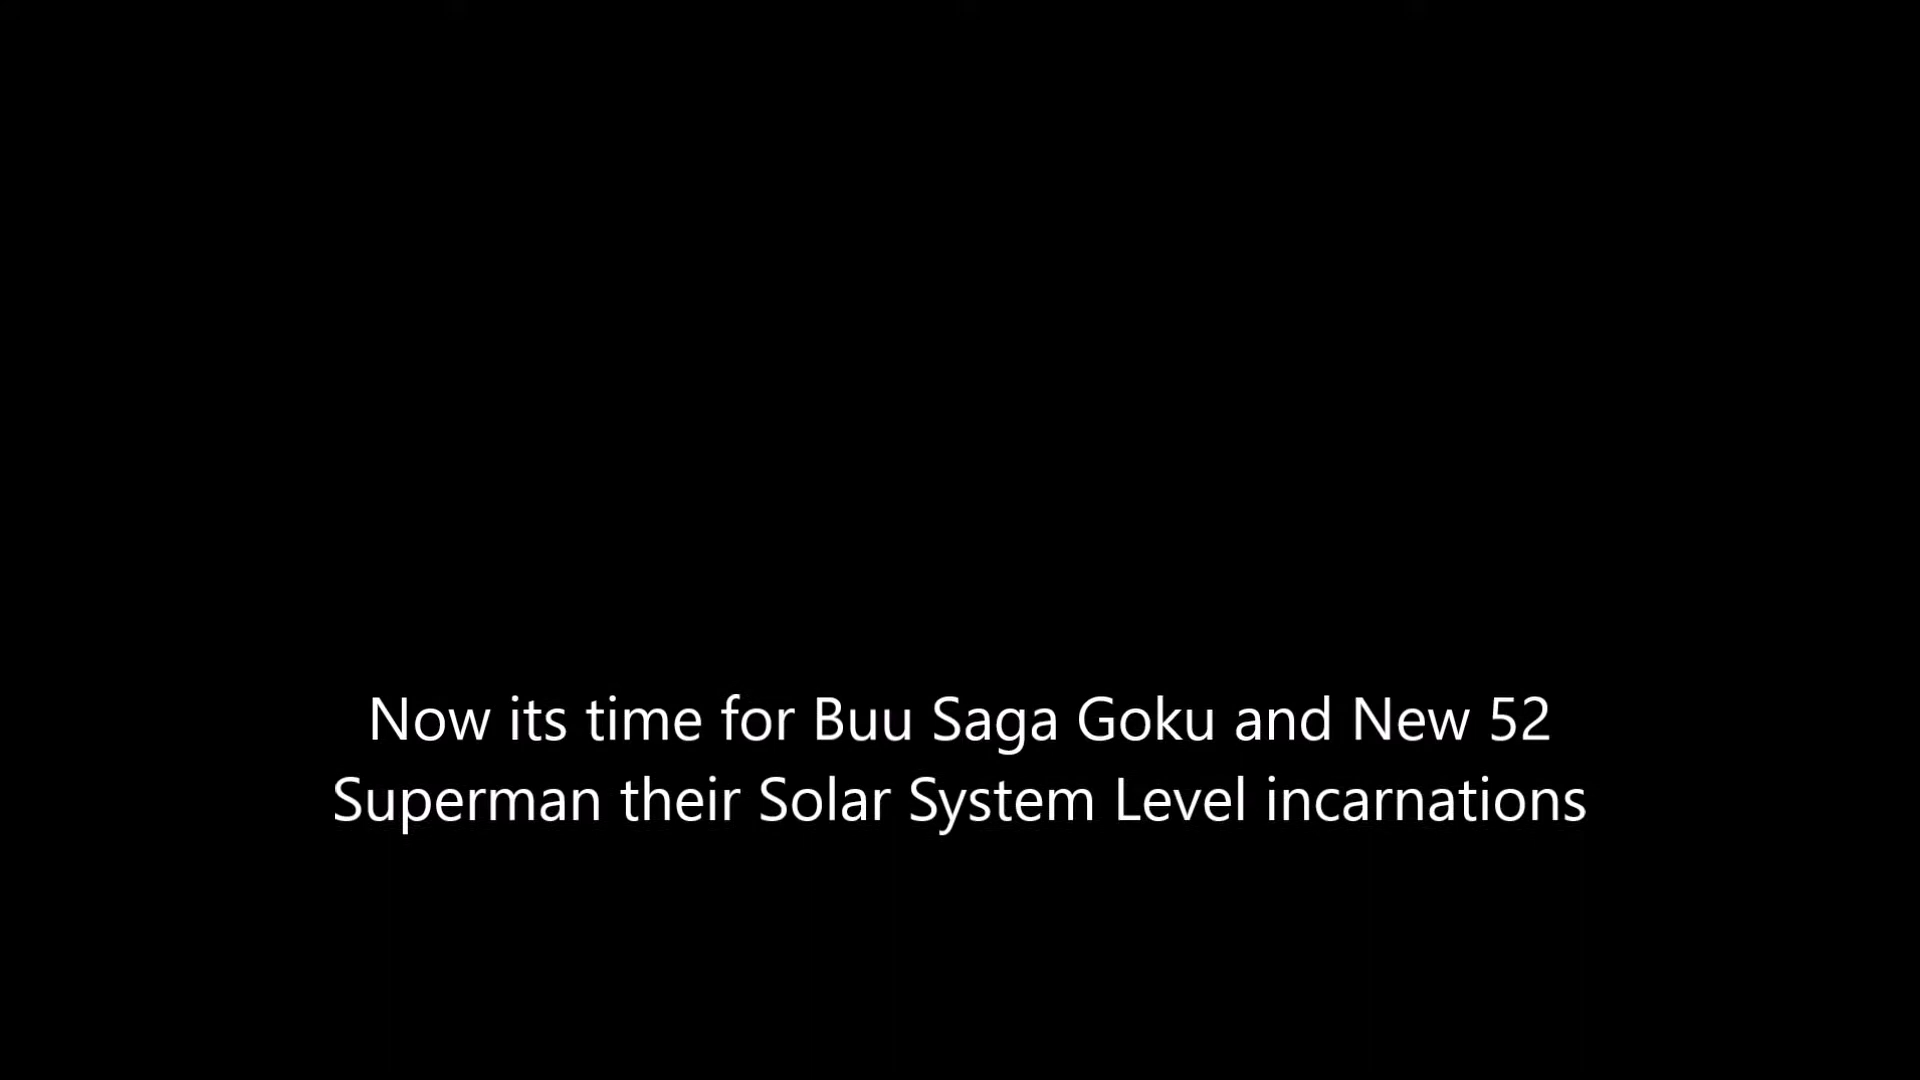 Now its time for Buu Saga Goku and New 52
Superman their Solar System Level incarnations